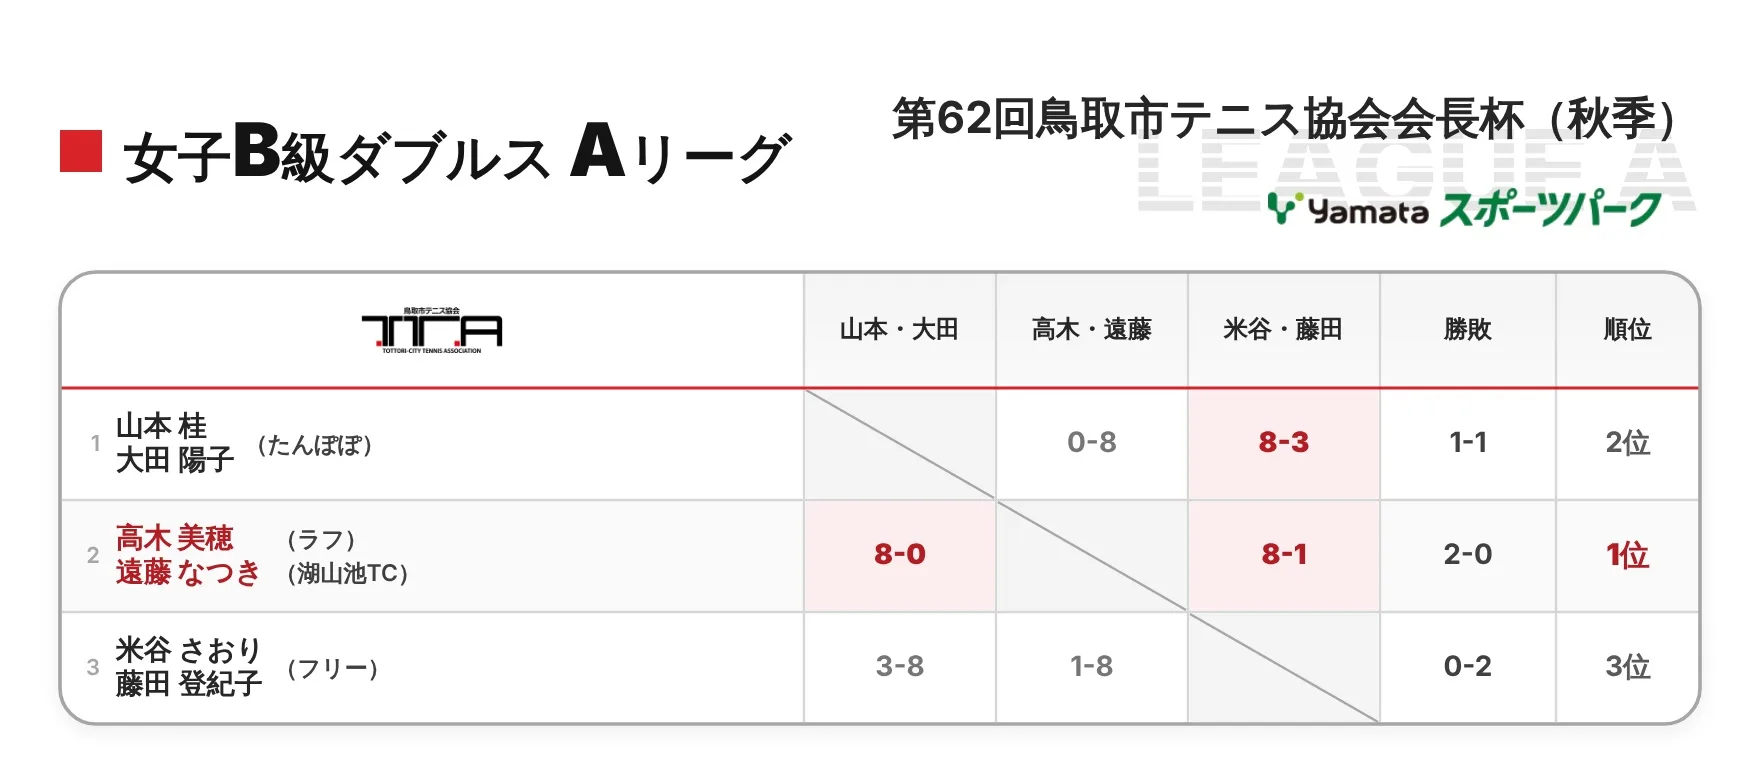 第62回鳥取市テニス協会会長杯（秋季）
女子B級ダブルス Aリーグ
LEAGUE A
Yamata スポーツパーク
鳥取市テニス協会
TTCA
TOTTORI-CITY TENNIS ASSOCIATION
山本・大田 高木・遠藤 米谷・藤田 勝敗 順位
1 山本 桂 大田 陽子 （たんぽぽ） 0-8 8-3 1-1 2位
2 高木 美穂 （ラフ） 遠藤 なつき （湖山池TC） 8-0 8-1 2-0 1位
3 米谷 さおり 藤田 登紀子 （フリー） 3-8 1-8 0-2 3位